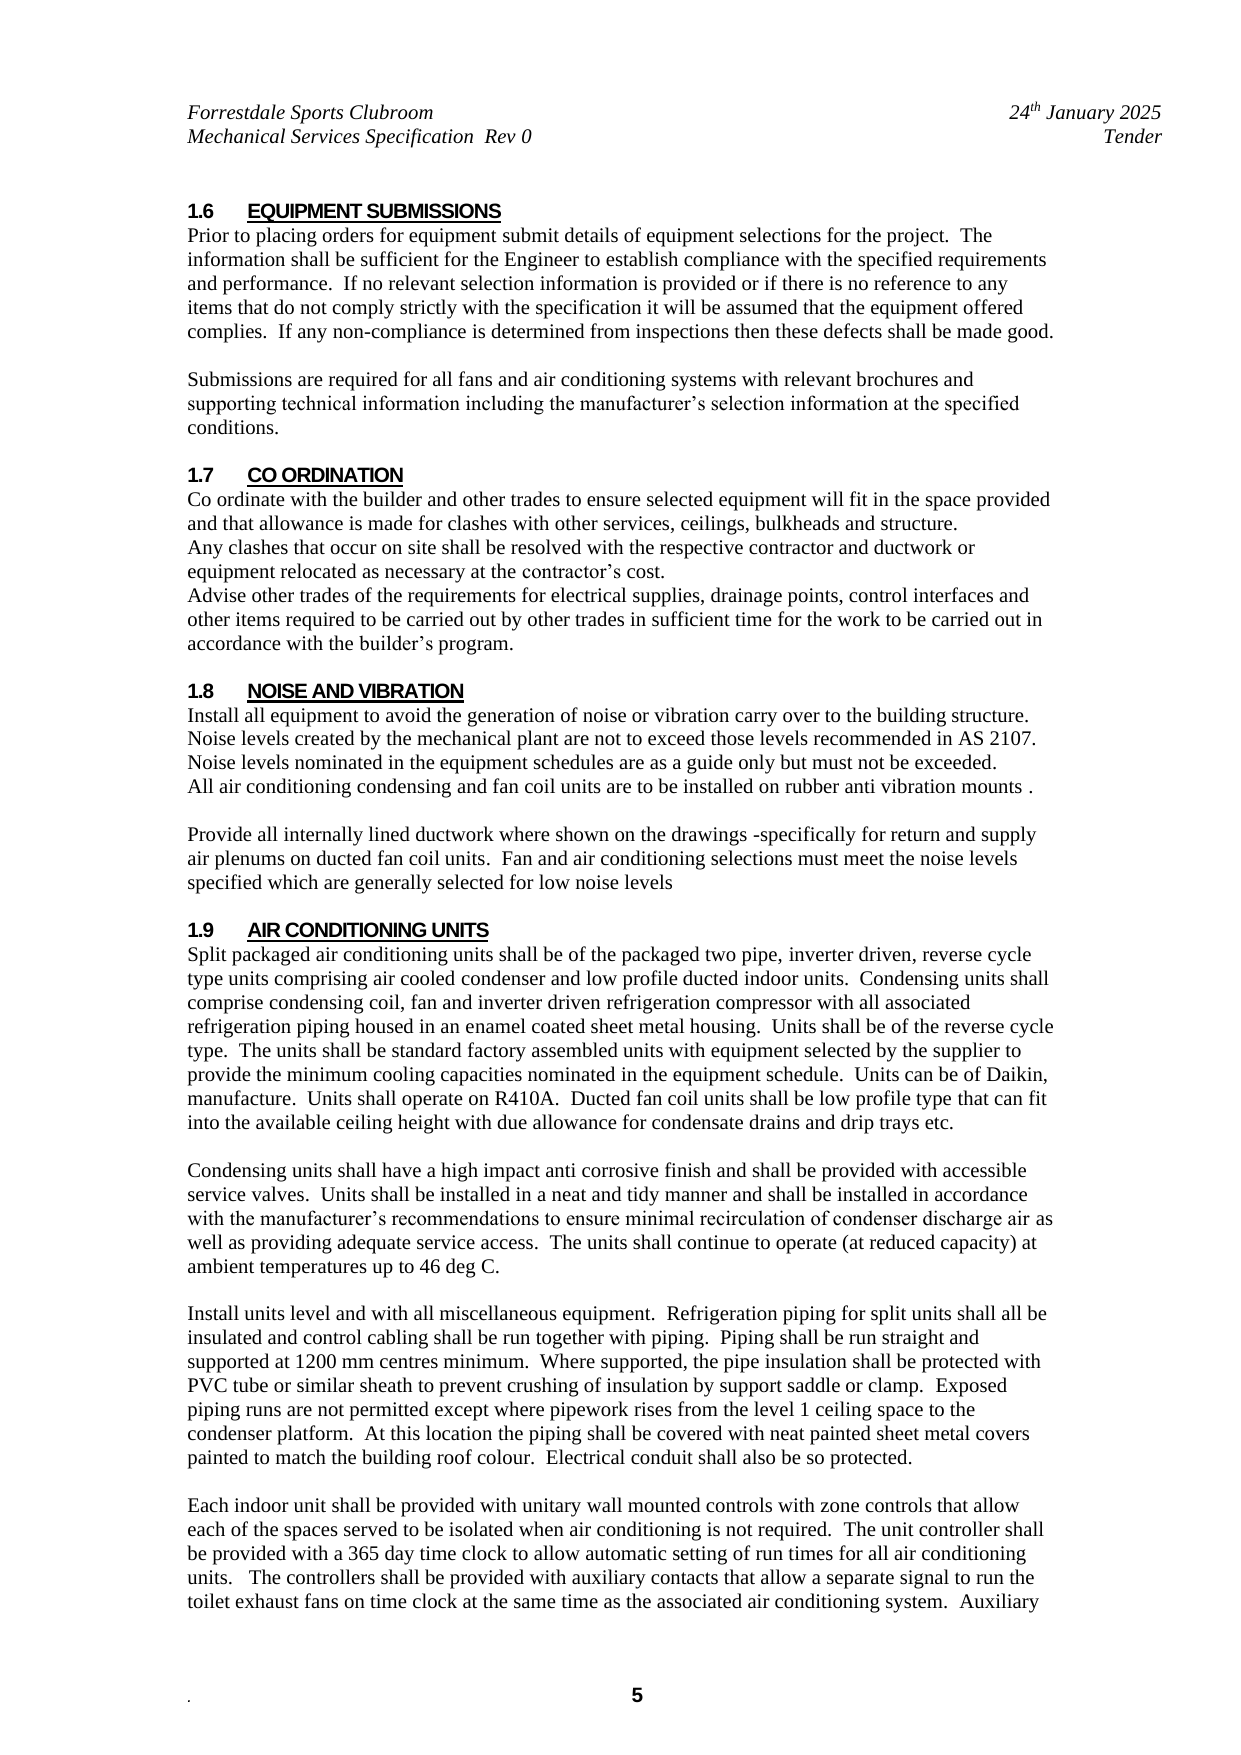 Forrestdale Sports Clubroom 24th January 2025
Mechanical Services Specification Rev 0 Tender
1.6 EQUIPMENT SUBMISSIONS
Prior to placing orders for equipment submit details of equipment selections for the project. The
information shall be sufficient for the Engineer to establish compliance with the specified requirements
and performance. If no relevant selection information is provided or if there is no reference to any
items that do not comply strictly with the specification it will be assumed that the equipment offered
complies. If any non-compliance is determined from inspections then these defects shall be made good.
Submissions are required for all fans and air conditioning systems with relevant brochures and
supporting technical information including the manufacturer’s selection information at the specified
conditions.
1.7 CO ORDINATION
Co ordinate with the builder and other trades to ensure selected equipment will fit in the space provided
and that allowance is made for clashes with other services, ceilings, bulkheads and structure.
Any clashes that occur on site shall be resolved with the respective contractor and ductwork or
equipment relocated as necessary at the contractor’s cost.
Advise other trades of the requirements for electrical supplies, drainage points, control interfaces and
other items required to be carried out by other trades in sufficient time for the work to be carried out in
accordance with the builder’s program.
1.8 NOISE AND VIBRATION
Install all equipment to avoid the generation of noise or vibration carry over to the building structure.
Noise levels created by the mechanical plant are not to exceed those levels recommended in AS 2107.
Noise levels nominated in the equipment schedules are as a guide only but must not be exceeded.
All air conditioning condensing and fan coil units are to be installed on rubber anti vibration mounts .
Provide all internally lined ductwork where shown on the drawings -specifically for return and supply
air plenums on ducted fan coil units. Fan and air conditioning selections must meet the noise levels
specified which are generally selected for low noise levels
1.9 AIR CONDITIONING UNITS
Split packaged air conditioning units shall be of the packaged two pipe, inverter driven, reverse cycle
type units comprising air cooled condenser and low profile ducted indoor units. Condensing units shall
comprise condensing coil, fan and inverter driven refrigeration compressor with all associated
refrigeration piping housed in an enamel coated sheet metal housing. Units shall be of the reverse cycle
type. The units shall be standard factory assembled units with equipment selected by the supplier to
provide the minimum cooling capacities nominated in the equipment schedule. Units can be of Daikin,
manufacture. Units shall operate on R410A. Ducted fan coil units shall be low profile type that can fit
into the available ceiling height with due allowance for condensate drains and drip trays etc.
Condensing units shall have a high impact anti corrosive finish and shall be provided with accessible
service valves. Units shall be installed in a neat and tidy manner and shall be installed in accordance
with the manufacturer’s recommendations to ensure minimal recirculation of condenser discharge air as
well as providing adequate service access. The units shall continue to operate (at reduced capacity) at
ambient temperatures up to 46 deg C.
Install units level and with all miscellaneous equipment. Refrigeration piping for split units shall all be
insulated and control cabling shall be run together with piping. Piping shall be run straight and
supported at 1200 mm centres minimum. Where supported, the pipe insulation shall be protected with
PVC tube or similar sheath to prevent crushing of insulation by support saddle or clamp. Exposed
piping runs are not permitted except where pipework rises from the level 1 ceiling space to the
condenser platform. At this location the piping shall be covered with neat painted sheet metal covers
painted to match the building roof colour. Electrical conduit shall also be so protected.
Each indoor unit shall be provided with unitary wall mounted controls with zone controls that allow
each of the spaces served to be isolated when air conditioning is not required. The unit controller shall
be provided with a 365 day time clock to allow automatic setting of run times for all air conditioning
units. The controllers shall be provided with auxiliary contacts that allow a separate signal to run the
toilet exhaust fans on time clock at the same time as the associated air conditioning system. Auxiliary
. 5